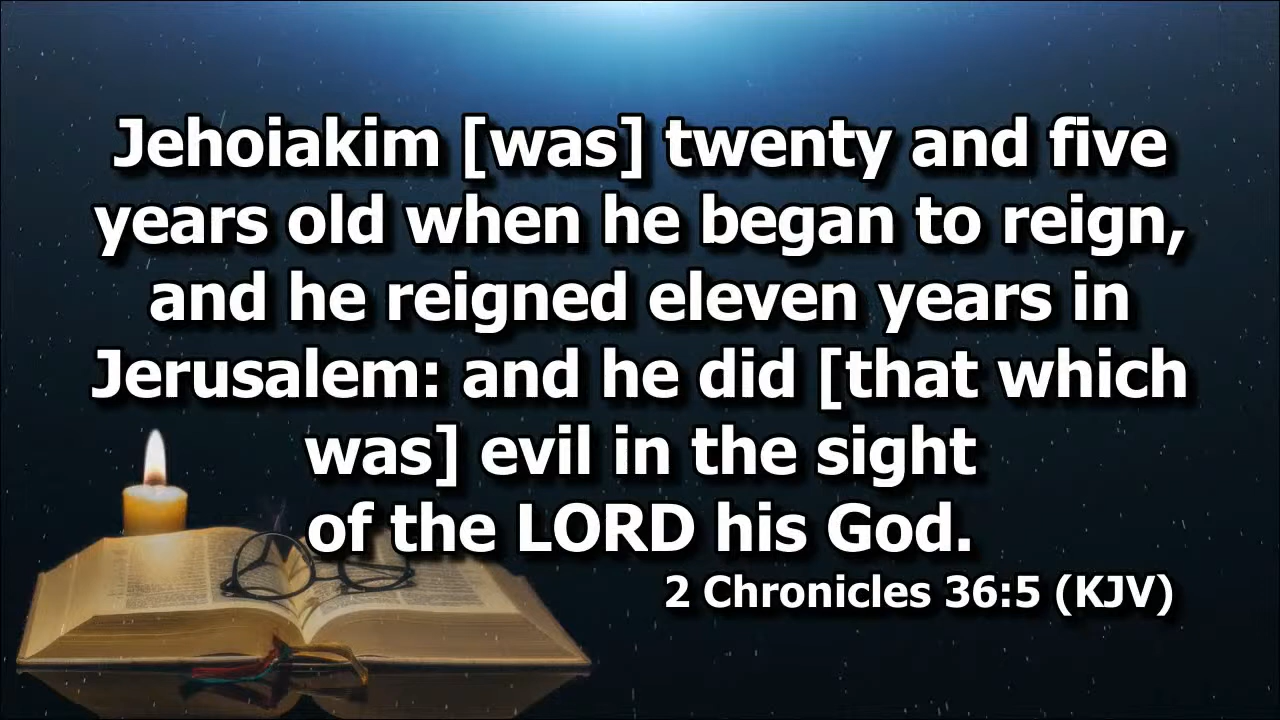 Jehoiakim [was] twenty and five
years old when he began to reign,
and he reigned eleven years in
Jerusalem: and he did [that which
was] evil in the sight
of the LORD his God.
2 Chronicles 36:5 (KJV)